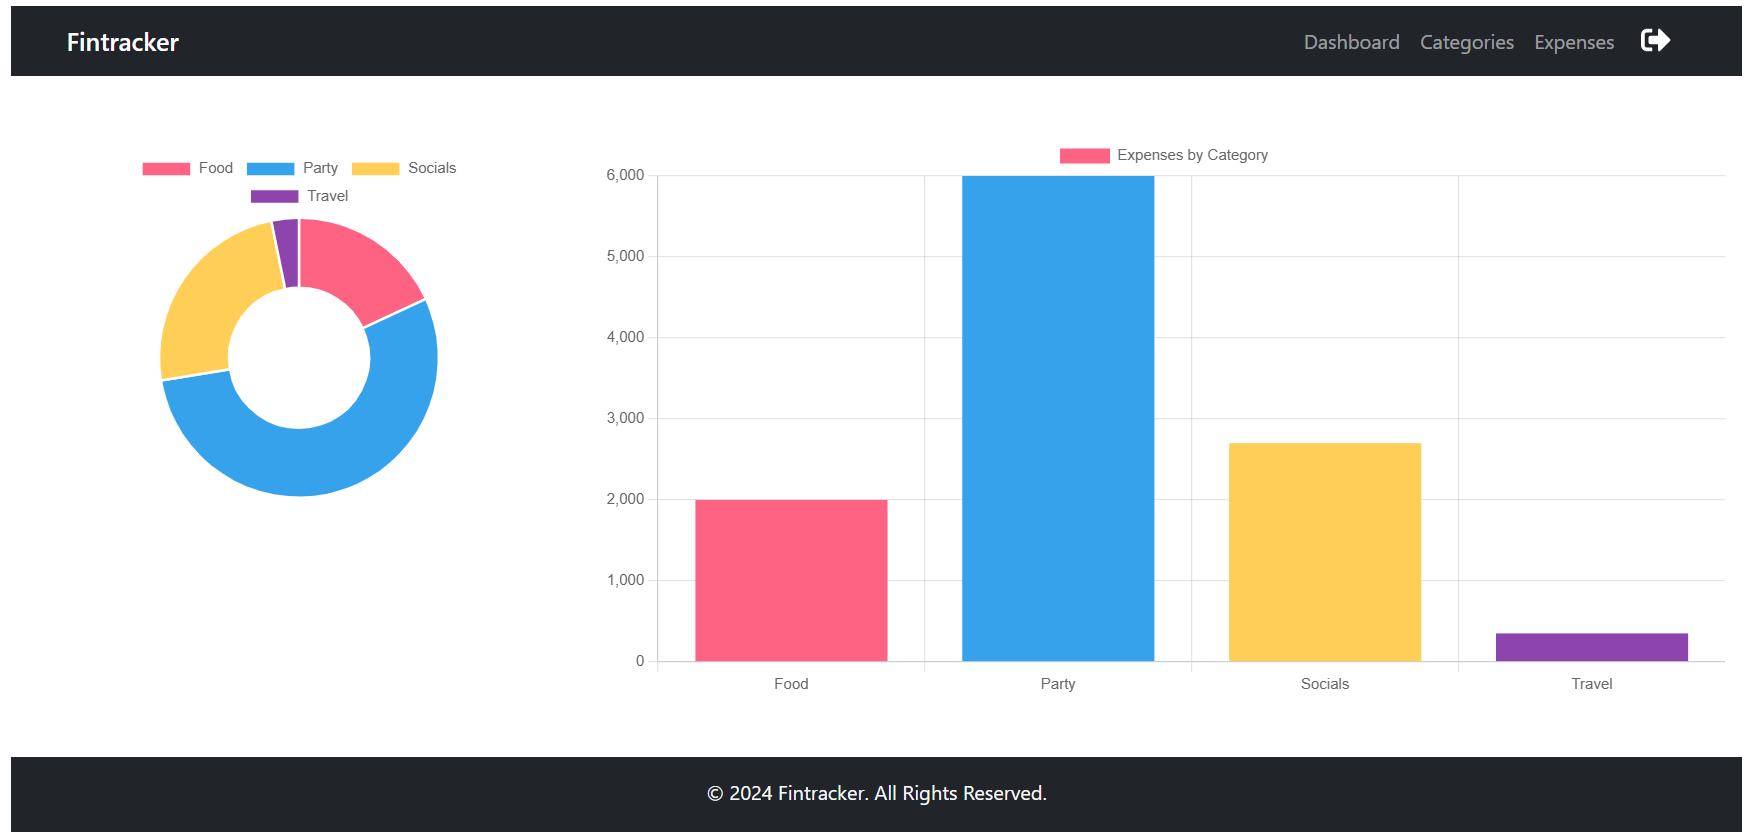 Fintracker
Dashboard Categories Expenses
Food Party Socials
Travel
Expenses by Category
6,000
5,000
4,000
3,000
2,000
1,000
0
Food Party Socials Travel
© 2024 Fintracker. All Rights Reserved.